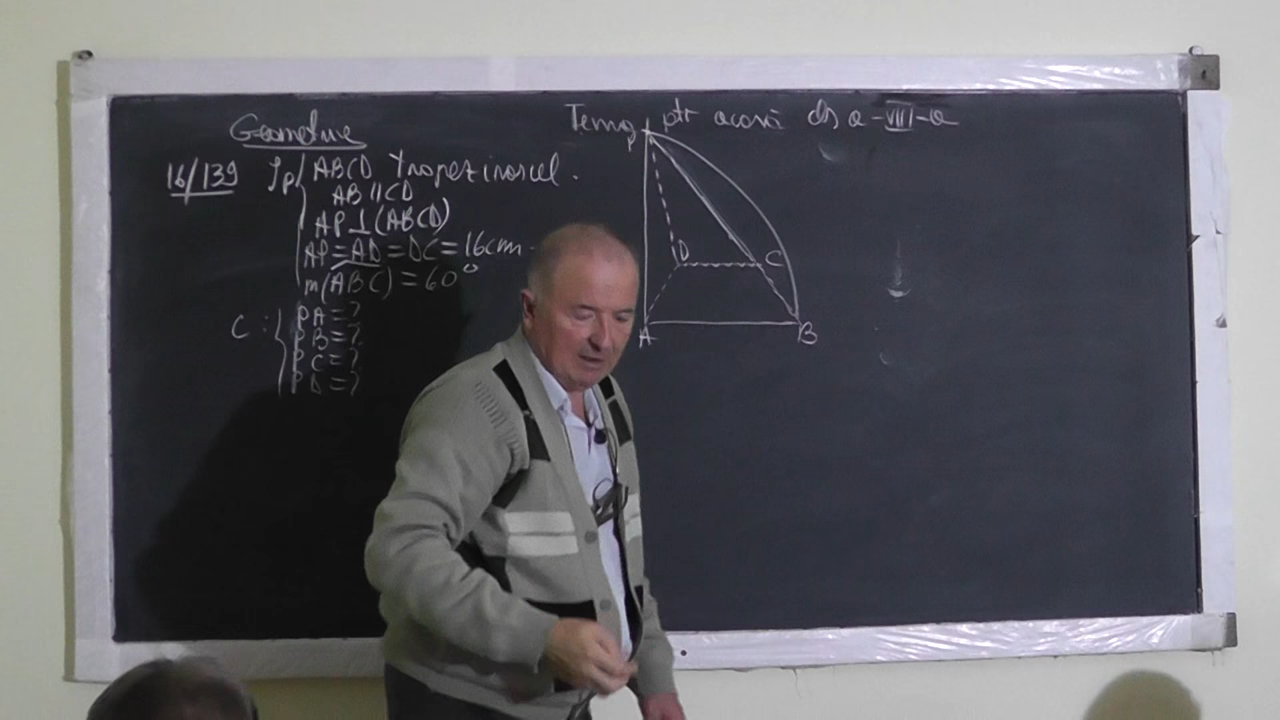 Geometrie
Temă ptr acasă cls a-VIII-a
16/139 Ip ABCD trapez isoscel.
AB || CD
AP ⊥ (ABCD)
AP = AD = DC = 16cm
m(ABC) = 60°
C: PA = ?
PB = ?
PC = ?
PD = ?
P
D C
A B